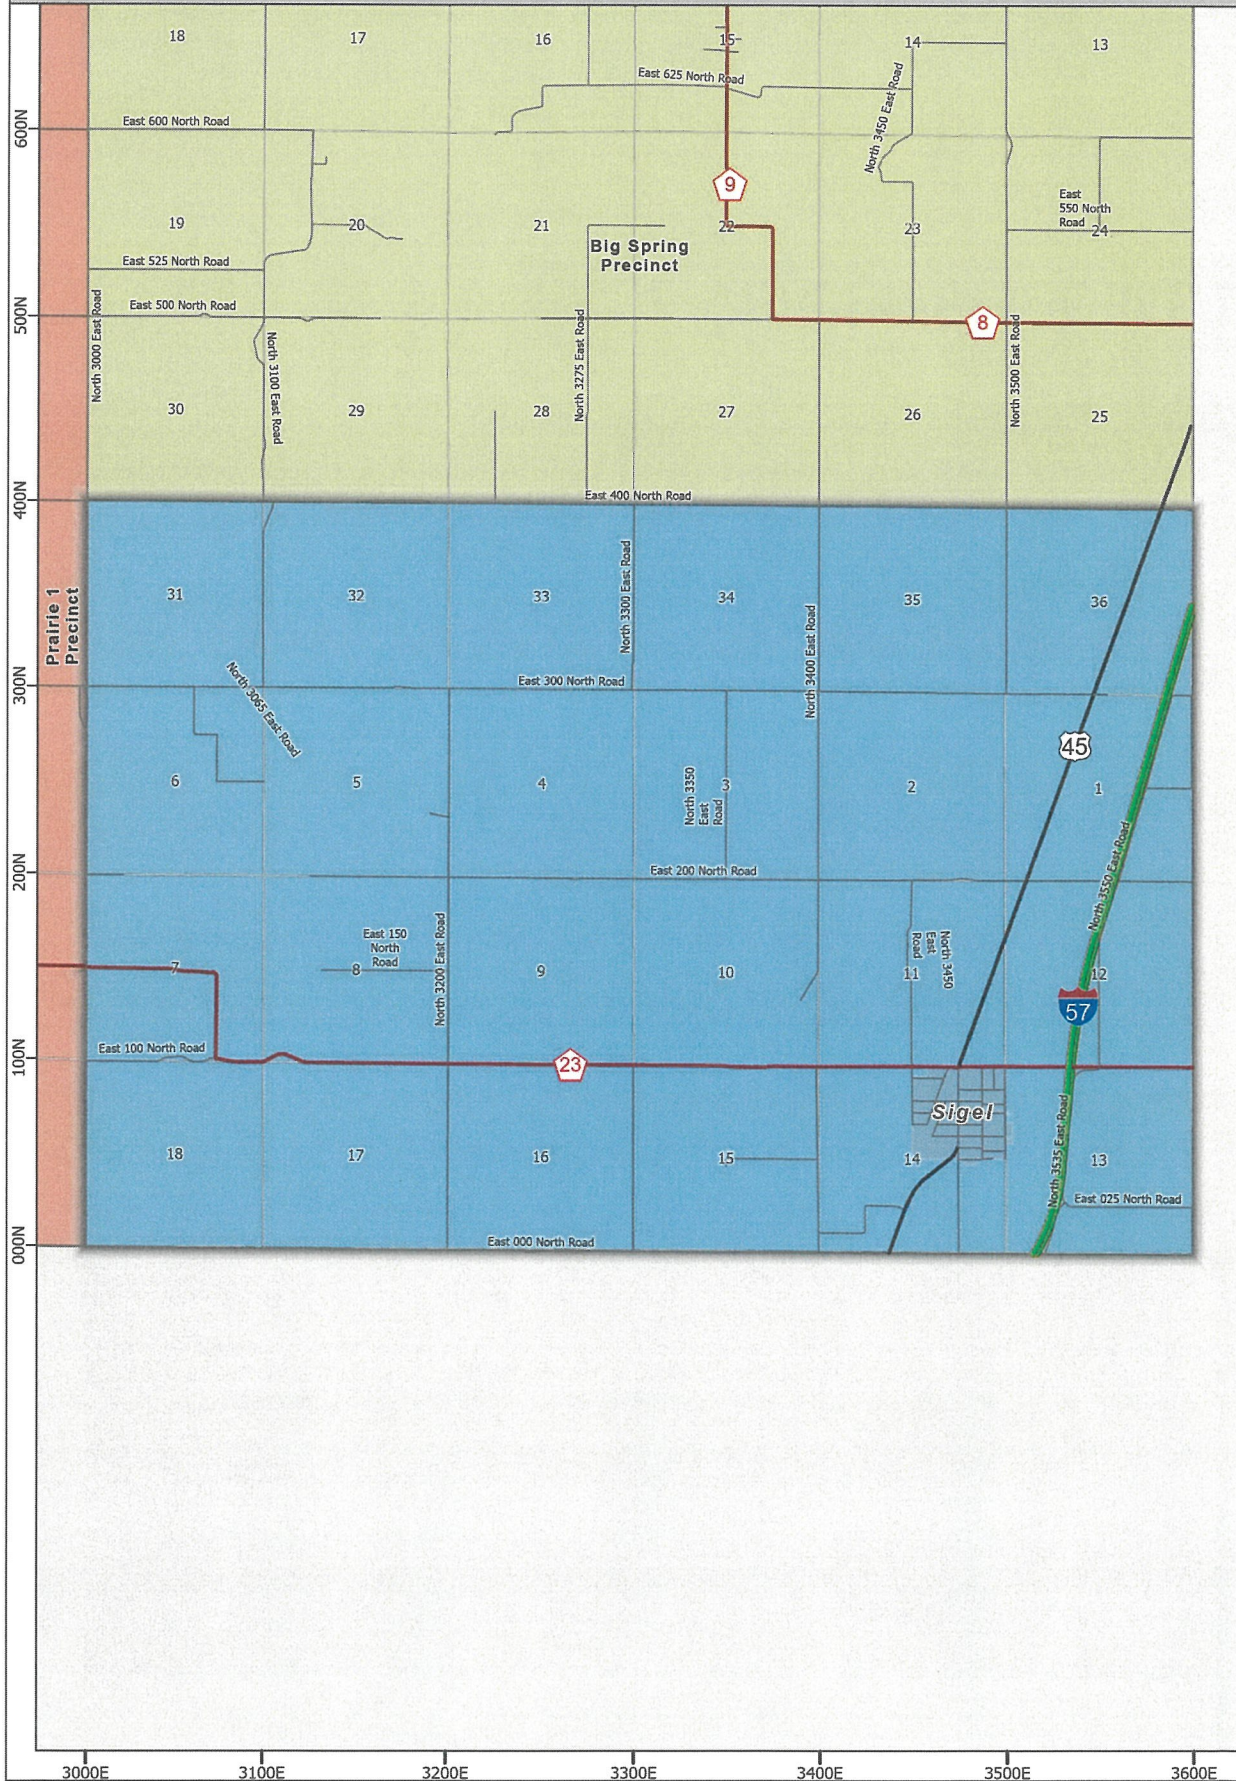 18
17
16
15
14
13
East 625 North Road
North 3450 East Road
600N
East 600 North Road
9
19
20
21
22
23
East
550 North
Road
24
Big Spring
Precinct
East 525 North Road
East 500 North Road
500N
8
North 3000 East Road
North 3100 East Road
North 3275 East Road
North 3500 East Road
30
29
28
27
26
25
400N
East 400 North Road
Prairie 1
Precinct
31
32
33
34
35
36
North 3300 East Road
North 3400 East Road
300N
East 300 North Road
North 3065 East Road
45
6
5
4
3
2
1
North 3350
East
Road
200N
East 200 North Road
North 3550 East Road
East 150
North
Road
North 3200 East Road
North 3450
East
Road
7
8
9
10
11
12
57
100N
East 100 North Road
23
Sigel
North 3535 East Road
18
17
16
15
14
13
East 025 North Road
000N
East 000 North Road
3000E
3100E
3200E
3300E
3400E
3500E
3600E